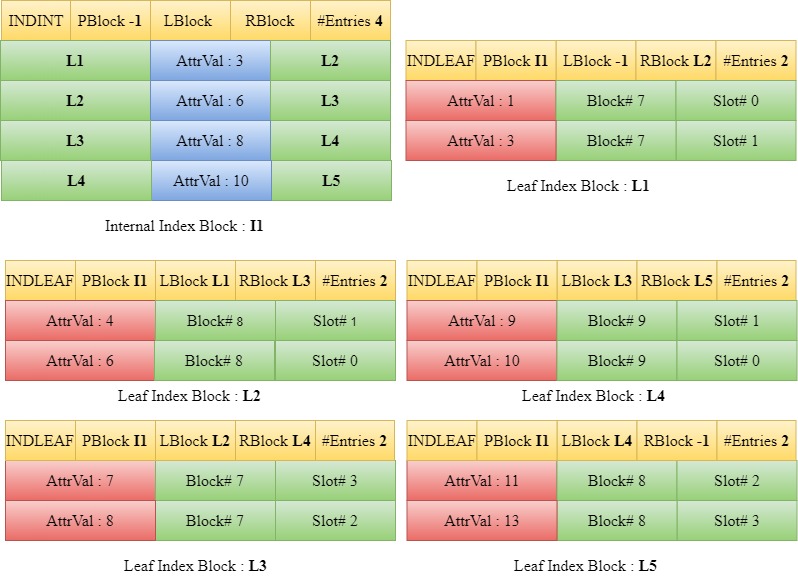 INDINT PBlock -1 LBlock RBlock #Entries 4
L1 AttrVal : 3 L2
L2 AttrVal : 6 L3
L3 AttrVal : 8 L4
L4 AttrVal : 10 L5
Internal Index Block : I1
INDLEAF PBlock I1 LBlock -1 RBlock L2 #Entries 2
AttrVal : 1 Block# 7 Slot# 0
AttrVal : 3 Block# 7 Slot# 1
Leaf Index Block : L1
INDLEAF PBlock I1 LBlock L1 RBlock L3 #Entries 2
AttrVal : 4 Block# 8 Slot# 1
AttrVal : 6 Block# 8 Slot# 0
Leaf Index Block : L2
INDLEAF PBlock I1 LBlock L3 RBlock L5 #Entries 2
AttrVal : 9 Block# 9 Slot# 1
AttrVal : 10 Block# 9 Slot# 0
Leaf Index Block : L4
INDLEAF PBlock I1 LBlock L2 RBlock L4 #Entries 2
AttrVal : 7 Block# 7 Slot# 3
AttrVal : 8 Block# 7 Slot# 2
Leaf Index Block : L3
INDLEAF PBlock I1 LBlock L4 RBlock -1 #Entries 2
AttrVal : 11 Block# 8 Slot# 2
AttrVal : 13 Block# 8 Slot# 3
Leaf Index Block : L5